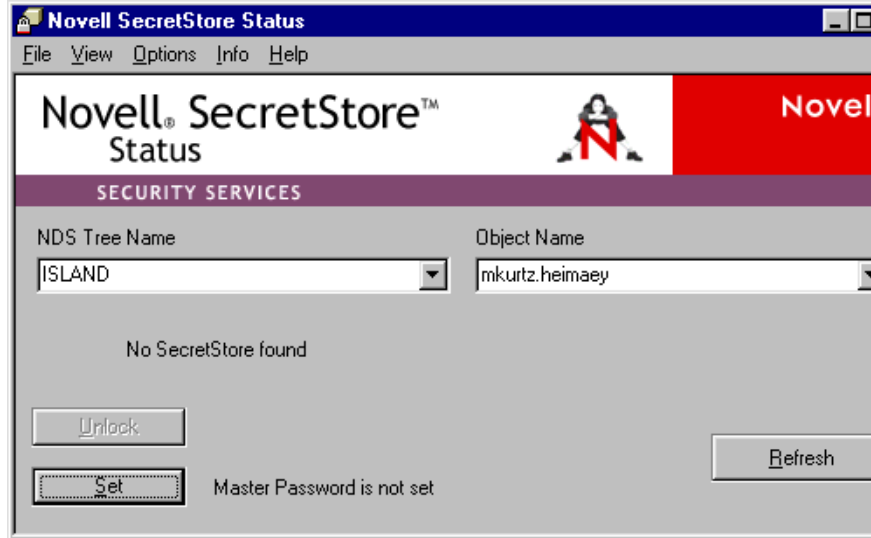 Novell SecretStore Status
File View Options Info Help
Novell® SecretStore™
Status
N
Novel
SECURITY SERVICES
NDS Tree Name
Object Name
ISLAND
mkurtz.heimaey
No SecretStore found
Unlock
Refresh
Set
Master Password is not set